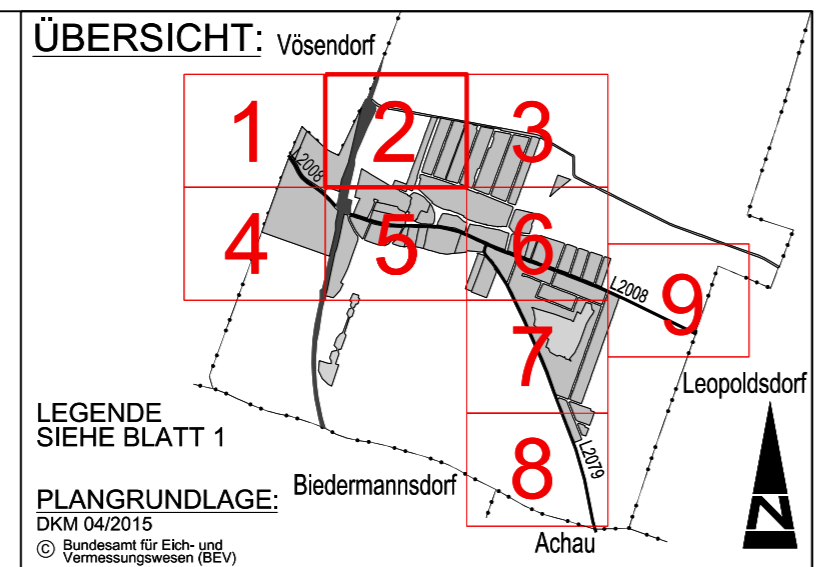 ÜBERSICHT:
Vösendorf
1
2
3
L2008
4
5
6
L2008
9
7
Leopoldsdorf
LEGENDE
SIEHE BLATT 1
8
L2079
Biedermannsdorf
PLANGRUNDLAGE:
DKM 04/2015
© Bundesamt für Eich- und
Vermessungswesen (BEV)
Achau
N